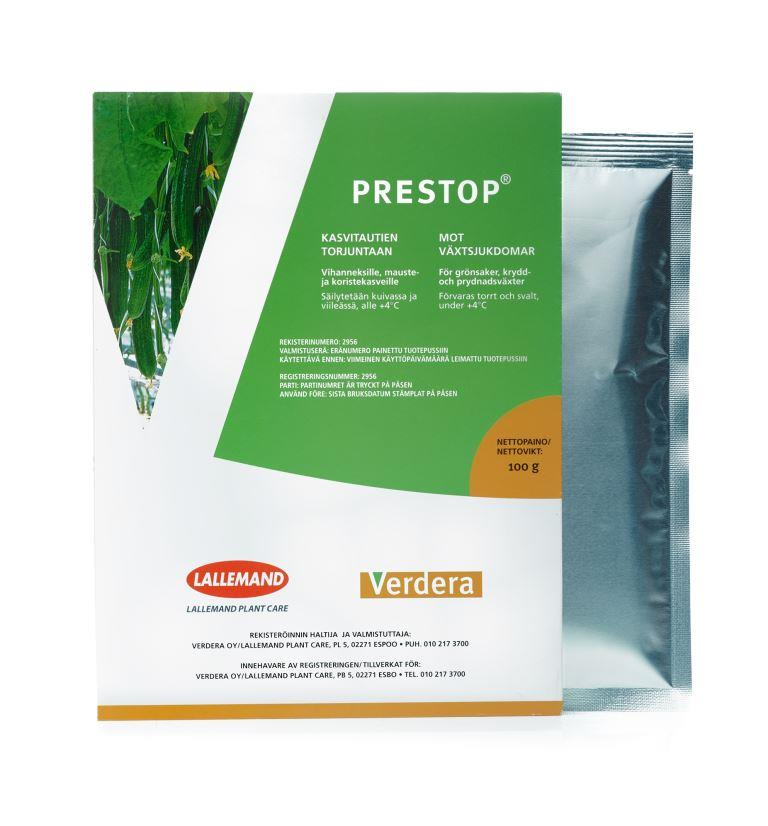 PRESTOP®
KASVITAUTIEN
TORJUNTAAN
Vihanneksille, mauste-
ja koristekasveille
Säilytetään kuivassa ja
viileässä, alle +4°C
MOT
VÄXTSJUKDOMAR
För grönsaker, krydd-
och prydnadsväxter
Förvaras torrt och svalt,
under +4°C
REKISTERINUMERO: 2956
VALMISTUSERÄ: ERÄNUMERO PAINETTU TUOTEPUSSIIN
KÄYTETTÄVÄ ENNEN: VIIMEINEN KÄYTTÖPÄIVÄMÄÄRÄ LEIMATTU TUOTEPUSSIIN
REGISTRERINGSNUMMER: 2956
PARTI: PARTINUMRET ÄR TRYCKT PÅ PÅSEN
ANVÄND FÖRE: SISTA BRUKSDATUM STÄMPLAT PÅ PÅSEN
NETTOPAINO/
NETTOVIKT:
100 g
LALLEMAND
LALLEMAND PLANT CARE
Verdera
REKISTERÖINNIN HALTIJA JA VALMISTUTTAJA:
VERDERA OY/LALLEMAND PLANT CARE, PL 5, 02271 ESPOO • PUH. 010 217 3700
INNEHAVARE AV REGISTRERINGEN/TILLVERKAT FÖR:
VERDERA OY/LALLEMAND PLANT CARE, PB 5, 02271 ESBO • TEL. 010 217 3700